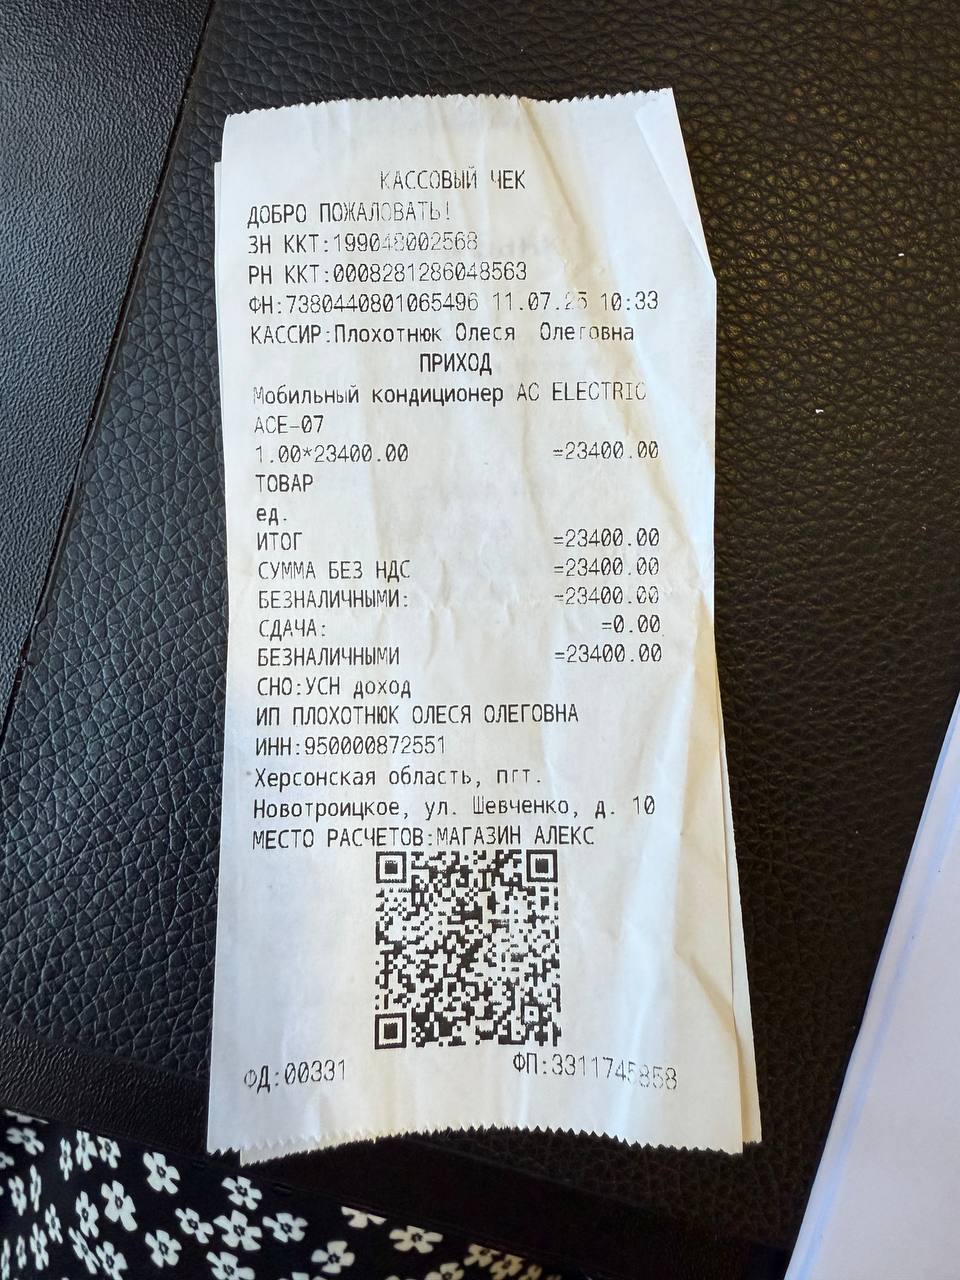 КАССОВЫЙ ЧЕК
ДОБРО ПОЖАЛОВАТЬ!
ЗН ККТ:199048002568
РН ККТ:0008281286048563
ФН:7380440801065496 11.07.25 10:33
КАССИР:Плохотнюк Олеся Олеговна
ПРИХОД
Мобильный кондиционер AC ELECTRIC
ACE-07
1.00*23400.00 =23400.00
ТОВАР
ед.
ИТОГ =23400.00
СУММА БЕЗ НДС =23400.00
БЕЗНАЛИЧНЫМИ: =23400.00
СДАЧА: =0.00
БЕЗНАЛИЧНЫМИ =23400.00
СНО:УСН доход
ИП ПЛОХОТНЮК ОЛЕСЯ ОЛЕГОВНА
ИНН:950000872551
Херсонская область, пгт.
Новотроицкое, ул. Шевченко, д. 10
МЕСТО РАСЧЕТОВ:МАГАЗИН АЛЕКС
ФД:00331 ФП:3311745858